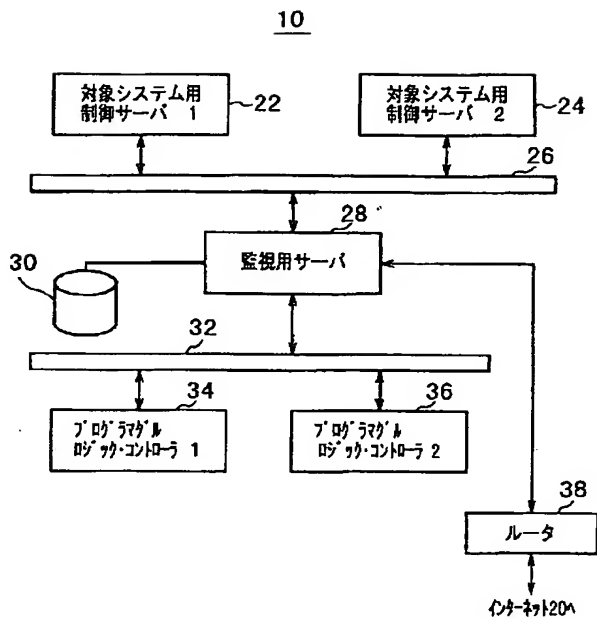 10
対象システム用
制御サーバ 1
22
対象システム用
制御サーバ 2
24
26
28
監視用サーバ
30
32
34
36
プログラマダル
ロジック・コントローラ 1
プログラマダル
ロジック・コントローラ 2
38
ルータ
インターネット20へ